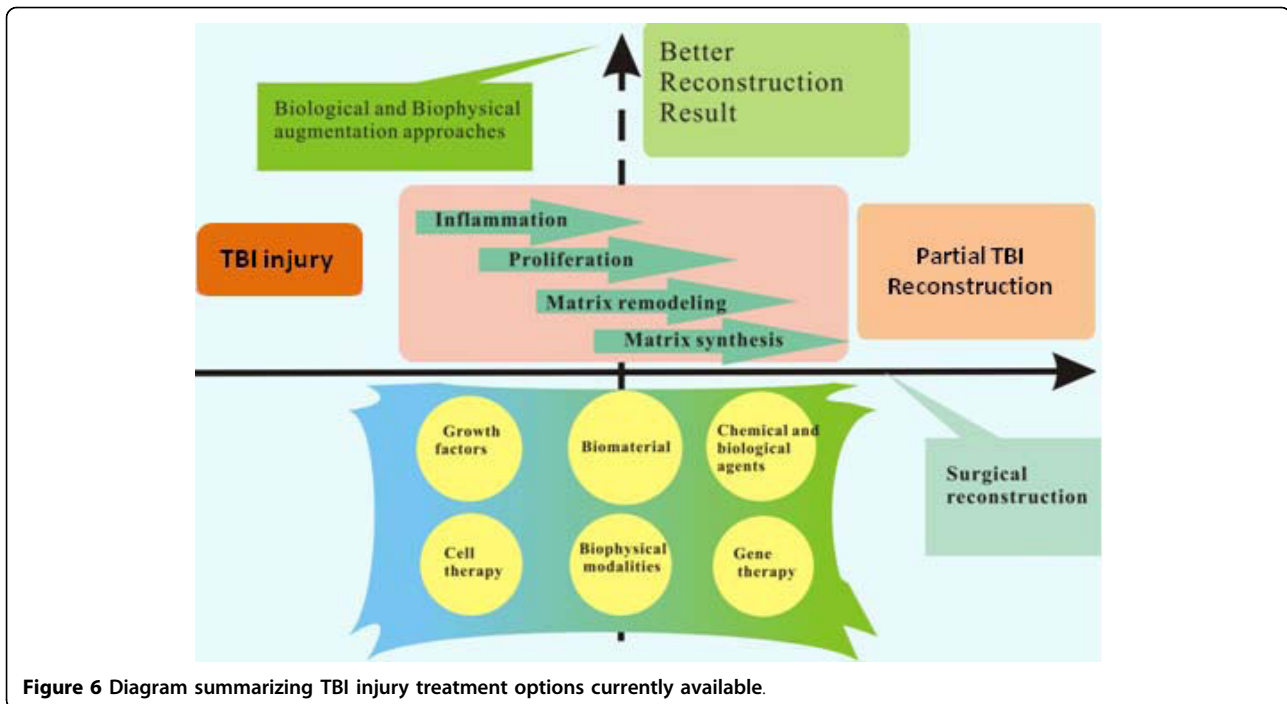 Better
Reconstruction
Result
Biological and Biophysical
augmentation approaches
Inflammation
Proliferation
Matrix remodeling
Matrix synthesis
TBI injury
Partial TBI
Reconstruction
Growth
factors
Biomaterial
Chemical and
biological
agents
Cell
therapy
Biophysical
modalities
Gene
therapy
Surgical
reconstruction
Figure 6 Diagram summarizing TBI injury treatment options currently available.